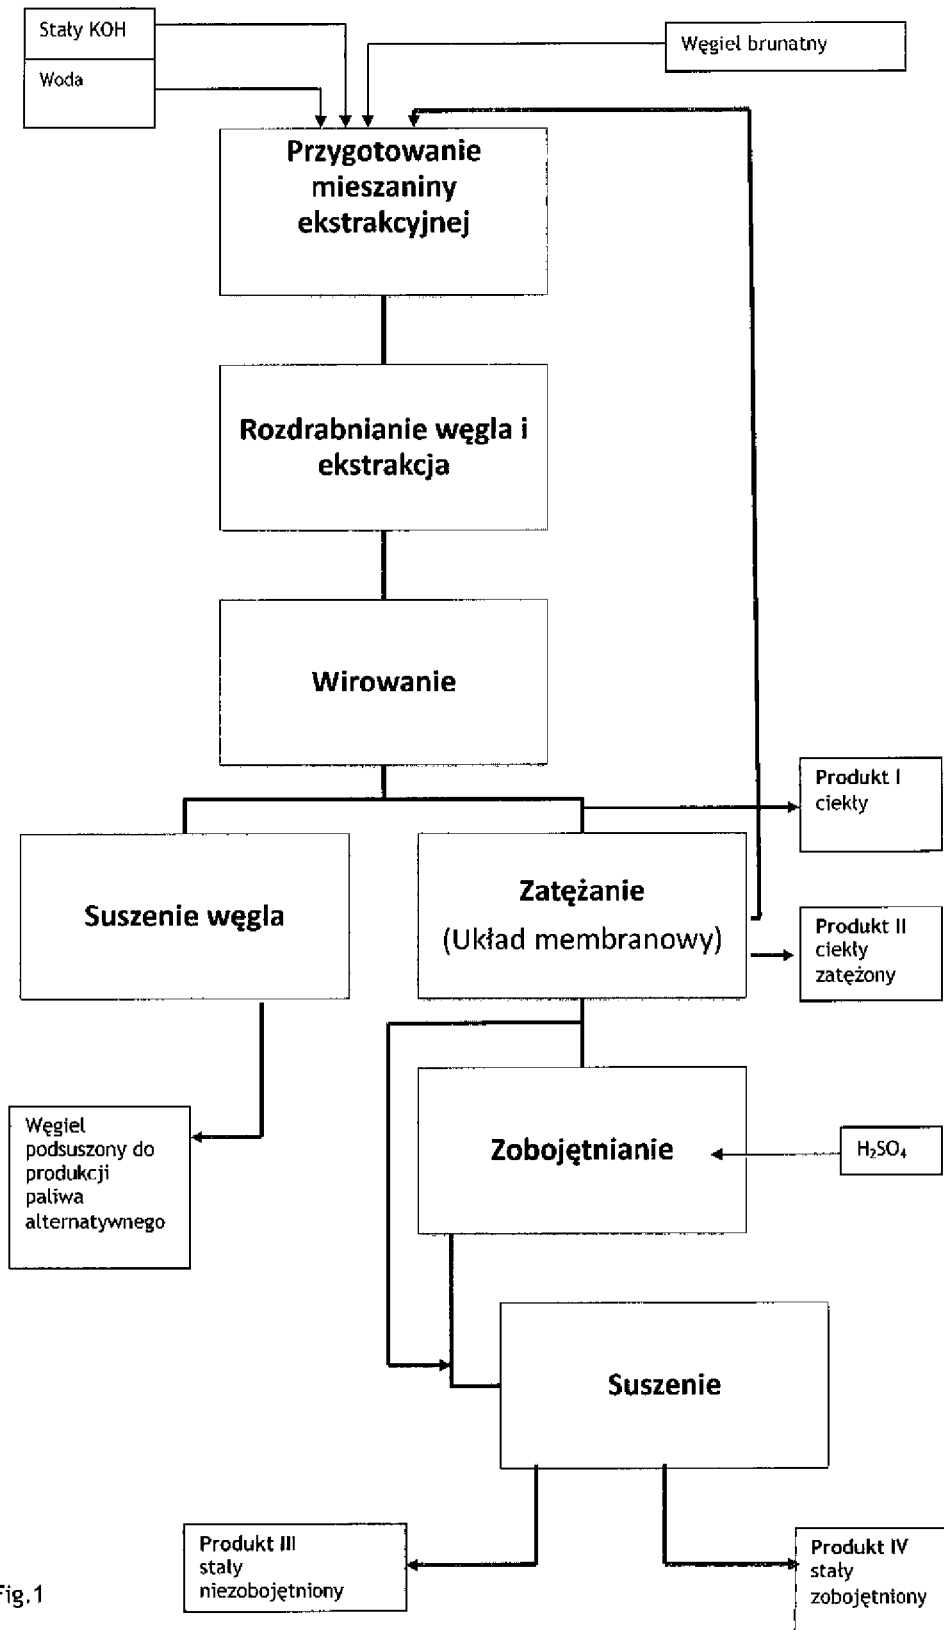 Stały KOH
Woda
Węgiel brunatny
Przygotowanie
mieszaniny
ekstrakcyjnej
Rozdrabnianie węgla i
ekstrakcja
Wirowanie
Produkt I
ciekły
Suszenie węgla
Zatężanie
(Układ membranowy)
Produkt II
ciekły
zatężony
Węgiel
podsuszony do
produkcji
paliwa
alternatywnego
Zobojętnianie
H₂SO₄
Suszenie
Produkt III
stały
niezobojętniony
Produkt IV
stały
zobojętniony
Fig.1